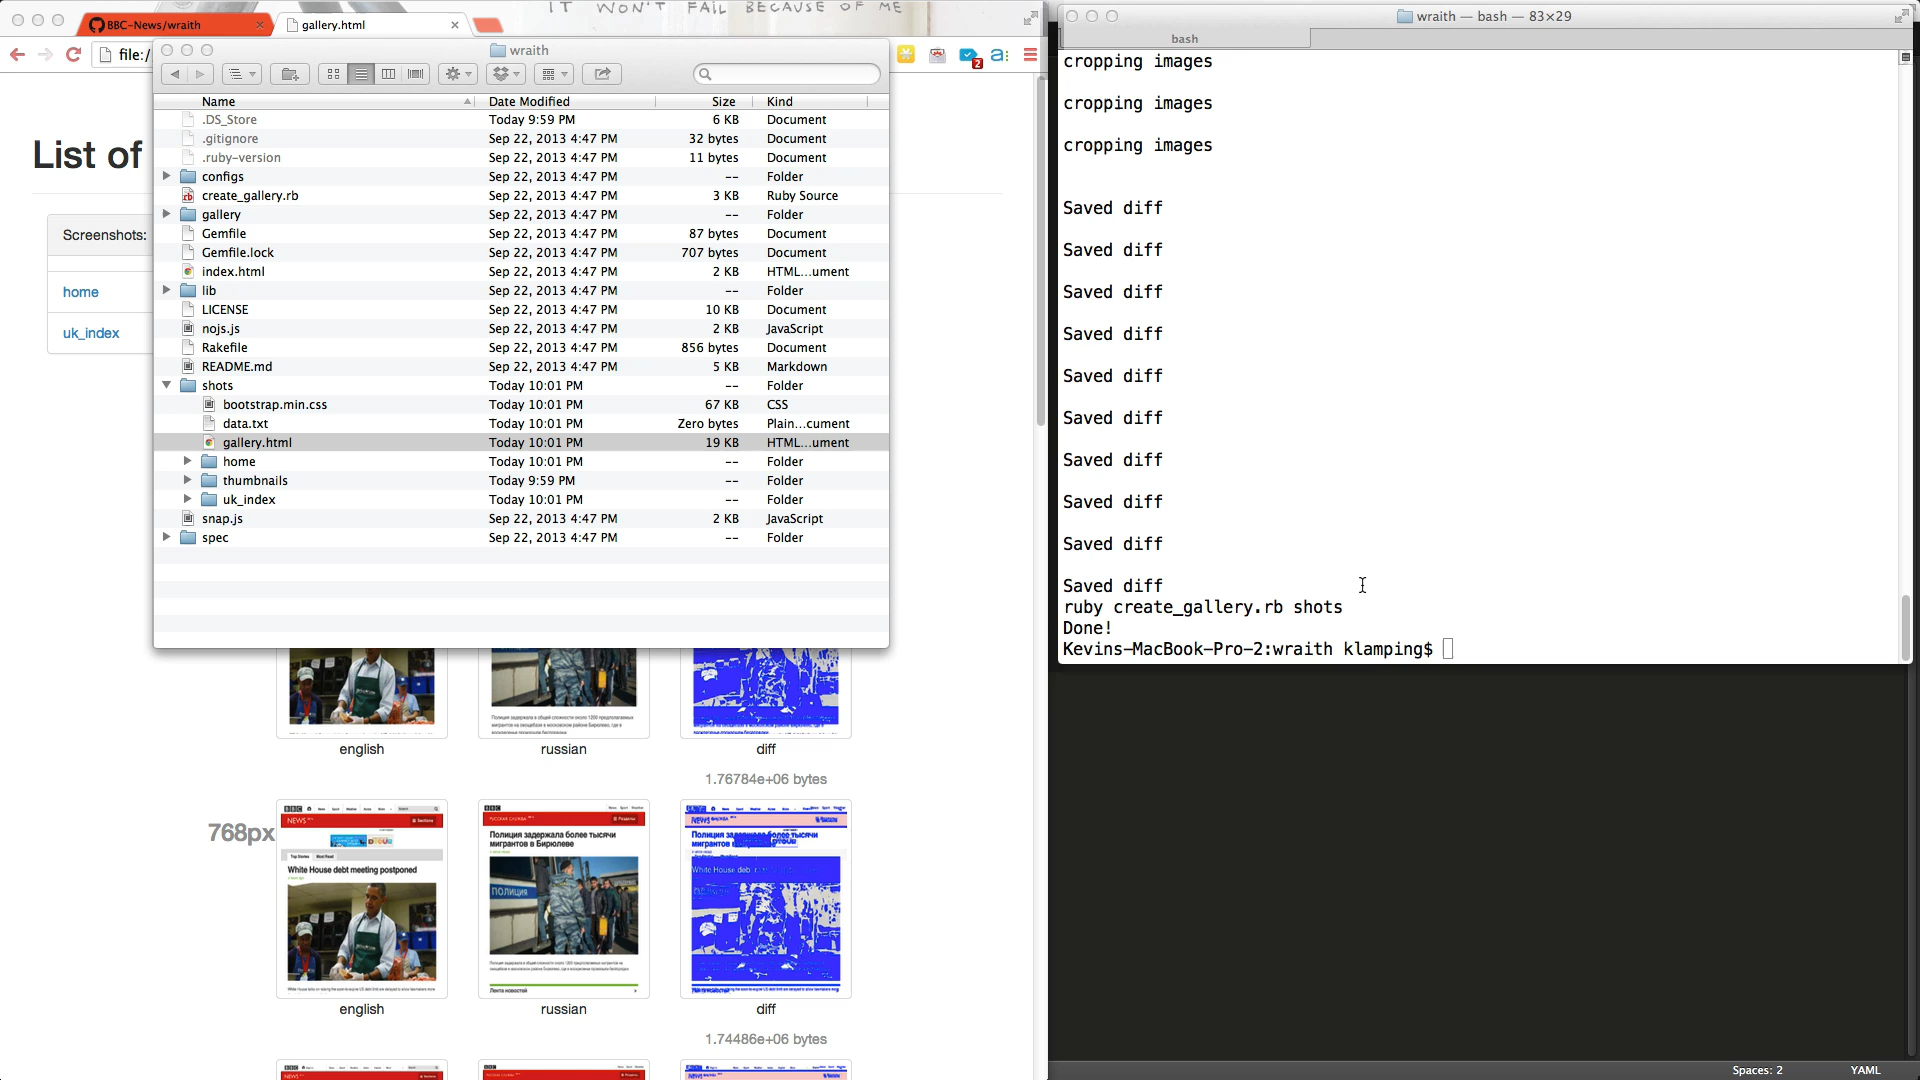 IT WON'T FAIL BECAUSE OF ME
BBC-News/wraith
gallery.html
file:/
2
a:
List of
Screenshots:
home
uk_index
wraith
Name Date Modified Size Kind
.DS_Store Today 9:59 PM 6 KB Document
.gitignore Sep 22, 2013 4:47 PM 32 bytes Document
.ruby-version Sep 22, 2013 4:47 PM 11 bytes Document
configs Sep 22, 2013 4:47 PM -- Folder
create_gallery.rb Sep 22, 2013 4:47 PM 3 KB Ruby Source
gallery Sep 22, 2013 4:47 PM -- Folder
Gemfile Sep 22, 2013 4:47 PM 87 bytes Document
Gemfile.lock Sep 22, 2013 4:47 PM 707 bytes Document
index.html Sep 22, 2013 4:47 PM 2 KB HTML...ument
lib Sep 22, 2013 4:47 PM -- Folder
LICENSE Sep 22, 2013 4:47 PM 10 KB Document
nojs.js Sep 22, 2013 4:47 PM 2 KB JavaScript
Rakefile Sep 22, 2013 4:47 PM 856 bytes Document
README.md Sep 22, 2013 4:47 PM 5 KB Markdown
shots Today 10:01 PM -- Folder
bootstrap.min.css Today 10:01 PM 67 KB CSS
data.txt Today 10:01 PM Zero bytes Plain...cument
gallery.html Today 10:01 PM 19 KB HTML...ument
home Today 10:01 PM -- Folder
thumbnails Today 9:59 PM -- Folder
uk_index Today 10:01 PM -- Folder
snap.js Sep 22, 2013 4:47 PM 2 KB JavaScript
spec Sep 22, 2013 4:47 PM -- Folder
english russian diff
1.76784e+06 bytes
768px
BBC
NEWS
Sections
Top Stories Most Read
White House debt meeting postponed
BBC
РУССКАЯ СЛУЖБА
Разделы
Полиция задержала более тысячи
мигрантов в Бирюлеве
ПОЛИЦИЯ
Лента новостей
english russian diff
1.74486e+06 bytes
wraith — bash — 83×29
bash
cropping images
cropping images
cropping images
Saved diff
Saved diff
Saved diff
Saved diff
Saved diff
Saved diff
Saved diff
Saved diff
Saved diff
Saved diff
ruby create_gallery.rb shots
Done!
Kevins-MacBook-Pro-2:wraith klamping$
Spaces: 2 YAML